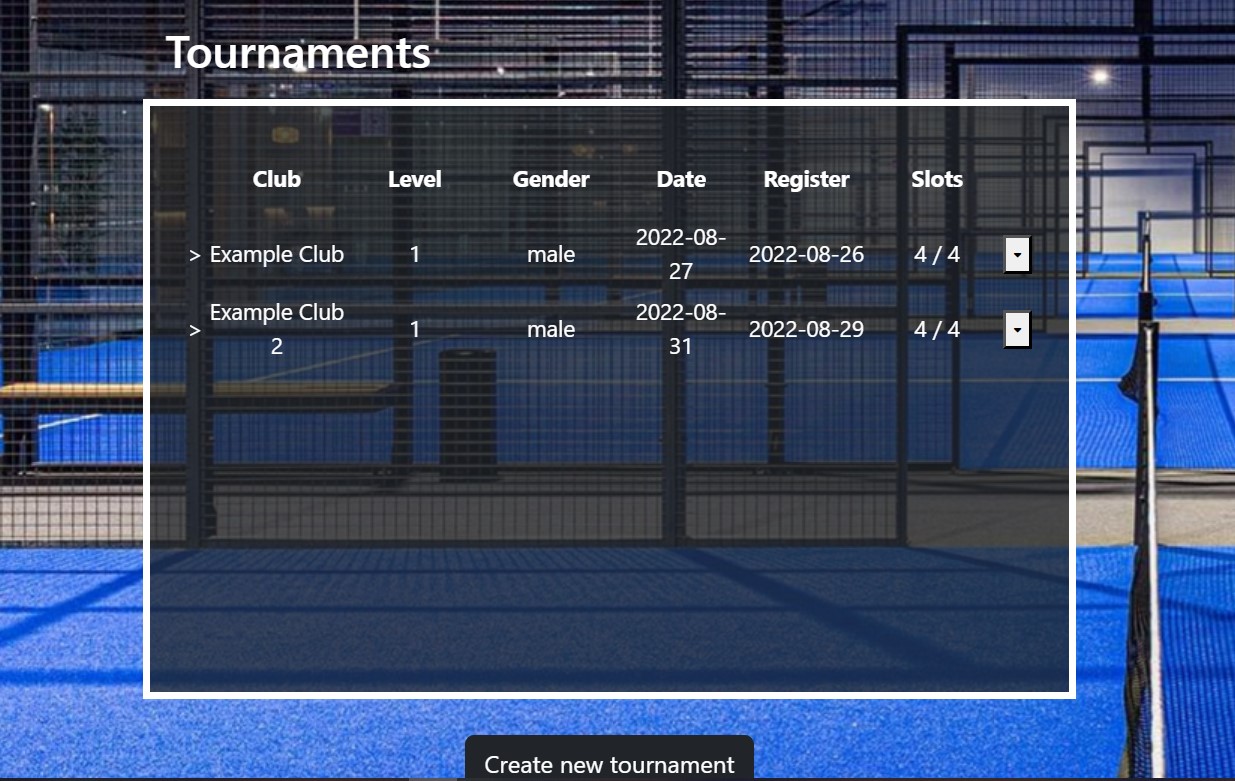 Tournaments
Club Level Gender Date Register Slots
> Example Club 1 male 2022-08-27 2022-08-26 4 / 4
> Example Club 2 1 male 2022-08-31 2022-08-29 4 / 4
Create new tournament